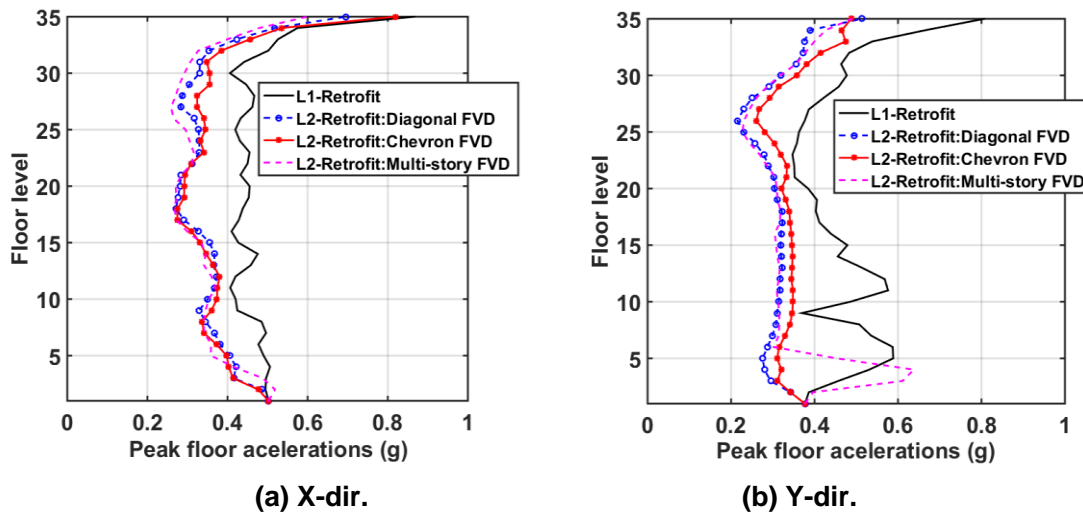 35
30
25
20
15
10
5
0 0.2 0.4 0.6 0.8 1
Floor level
Peak floor acelerations (g)
L1-Retrofit
L2-Retrofit:Diagonal FVD
L2-Retrofit:Chevron FVD
L2-Retrofit:Multi-story FVD
(a) X-dir.
35
30
25
20
15
10
5
0 0.2 0.4 0.6 0.8 1
Floor level
Peak floor acelerations (g)
L1-Retrofit
L2-Retrofit:Diagonal FVD
L2-Retrofit:Chevron FVD
L2-Retrofit:Multi-story FVD
(b) Y-dir.